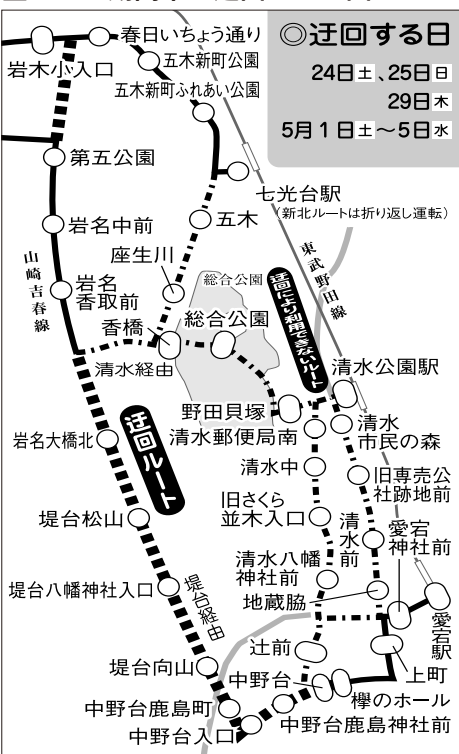 ◎迂回する日
24日土、25日日
29日木
5月1日土〜5日水
春日いちょう通り
岩木小入口
五木新町公園
五木新町ふれあい公園
第五公園
七光台駅
(新北ルートは折り返し運転)
岩名中前
五木
山崎吉春線
座生川
東武野田線
岩名
香取前
総合公園
香橋
総合公園
迂回により利用できないルート
清水経由
清水公園駅
野田貝塚
清水郵便局南
清水
市民の森
岩名大橋北
迂回ルート
清水中
旧専売公
社跡地前
旧さくら
並木入口
堤台松山
清水前
愛宕
神社前
清水八幡
神社前
堤台八幡神社入口
堤台経由
地蔵脇
愛宕駅
辻前
堤台向山
上町
中野台
欅のホール
中野台鹿島町
中野台鹿島神社前
中野台入口